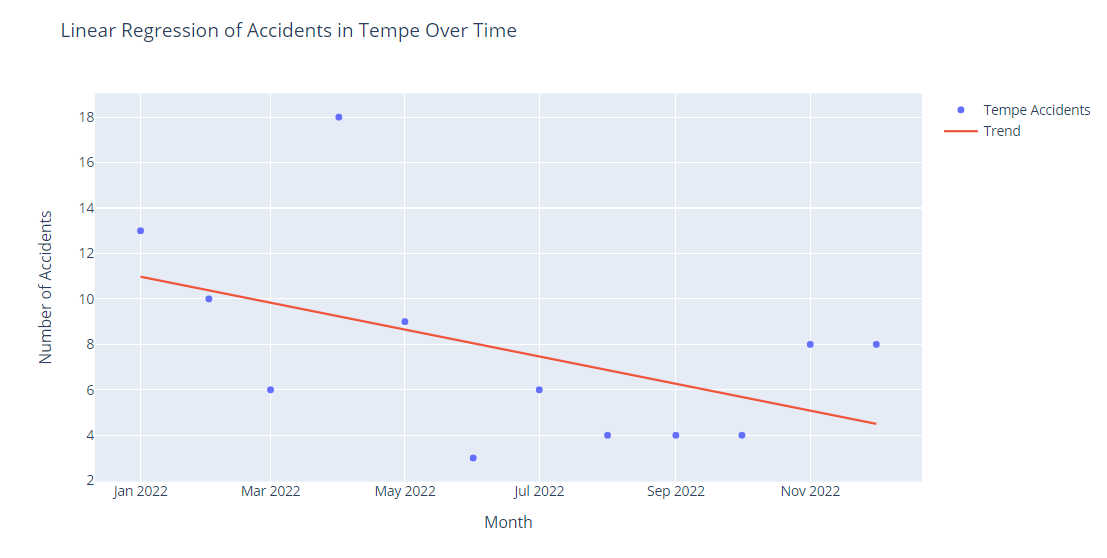 Linear Regression of Accidents in Tempe Over Time
Tempe Accidents
Trend
Number of Accidents
18
16
14
12
10
8
6
4
2
Jan 2022 Mar 2022 May 2022 Jul 2022 Sep 2022 Nov 2022
Month